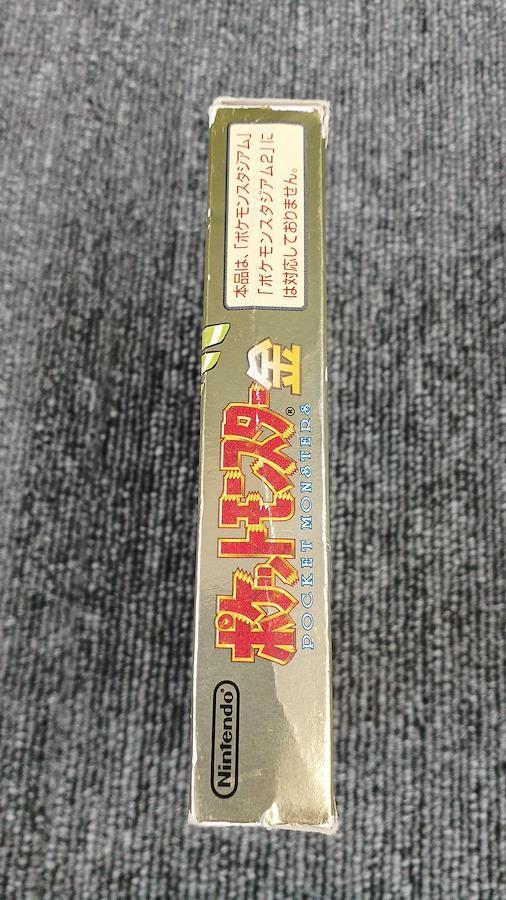 Nintendo®
ポケットモンスター金
POCKET MONSTERS®
本品は、「ポケモンスタジアム」
「ポケモンスタジアム2」に
は対応しておりません。